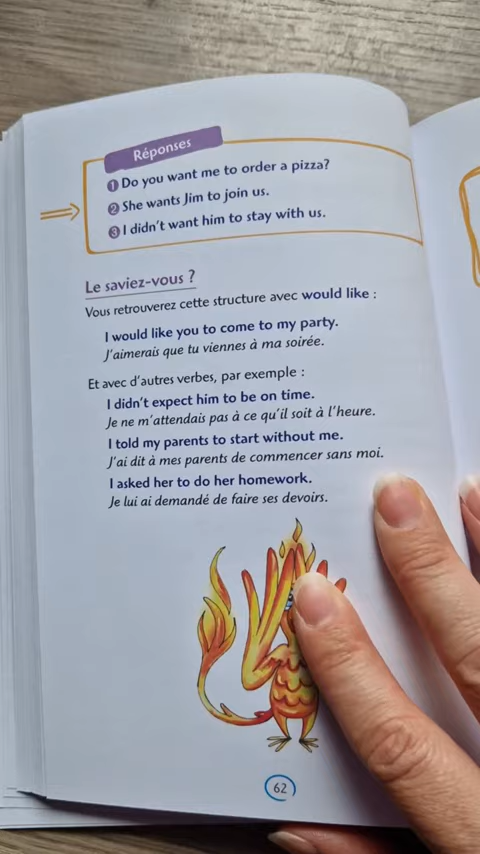 Réponses
1 Do you want me to order a pizza?
2 She wants Jim to join us.
3 I didn't want him to stay with us.
Le saviez-vous ?
Vous retrouverez cette structure avec would like :
I would like you to come to my party.
J'aimerais que tu viennes à ma soirée.
Et avec d'autres verbes, par exemple :
I didn't expect him to be on time.
Je ne m'attendais pas à ce qu'il soit à l'heure.
I told my parents to start without me.
J'ai dit à mes parents de commencer sans moi.
I asked her to do her homework.
Je lui ai demandé de faire ses devoirs.
62